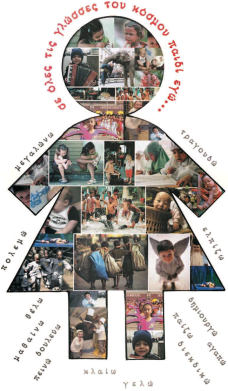 σε όλες τις γλώσσες του κόσμου παιδί εγώ...
μεγαλώνω
τραγουδώ
πολεμώ
ελπίζω
πεινώ
μαθαίνω
δουλεύω
θέλω
κλαίω
γελώ
δημιουργώ
παίζω
αγαπώ
διεκδικώ